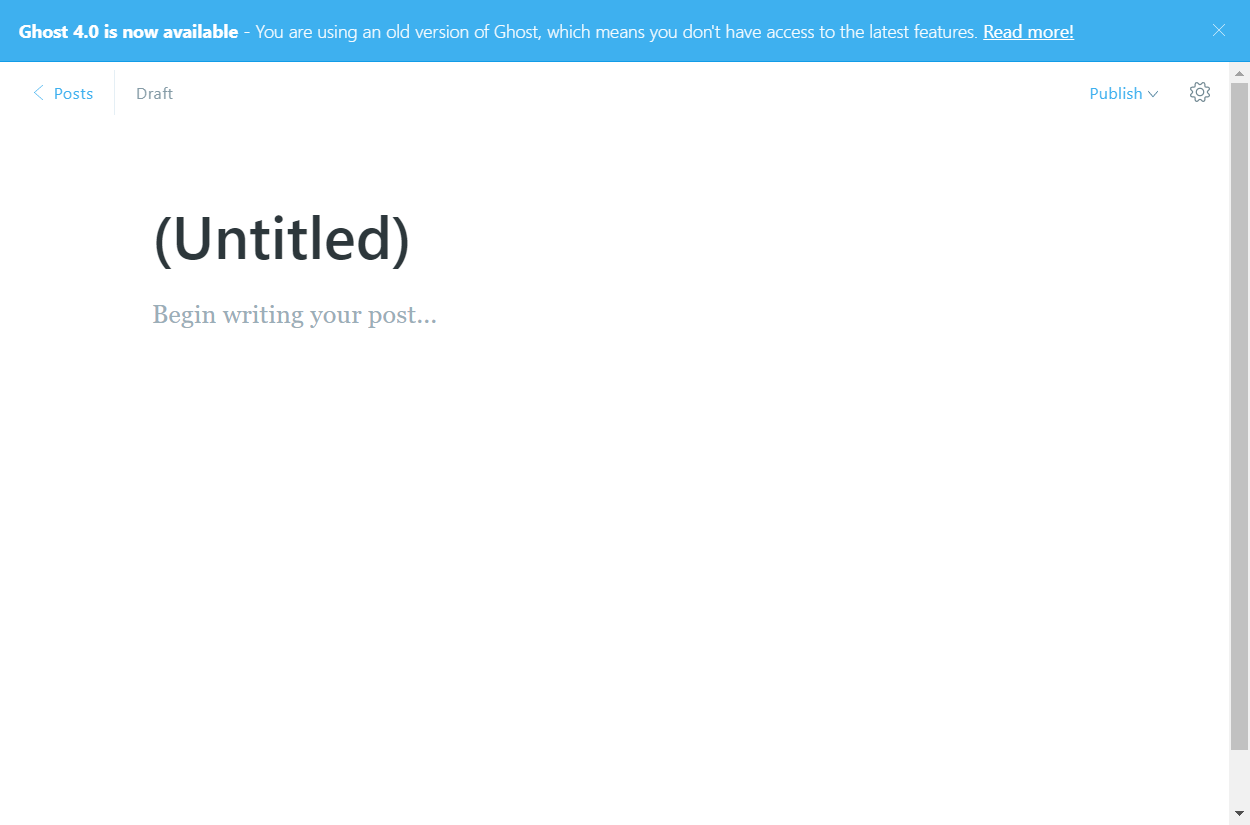 Ghost 4.0 is now available - You are using an old version of Ghost, which means you don't have access to the latest features. Read more!
Posts
Draft
Publish
(Untitled)
Begin writing your post...